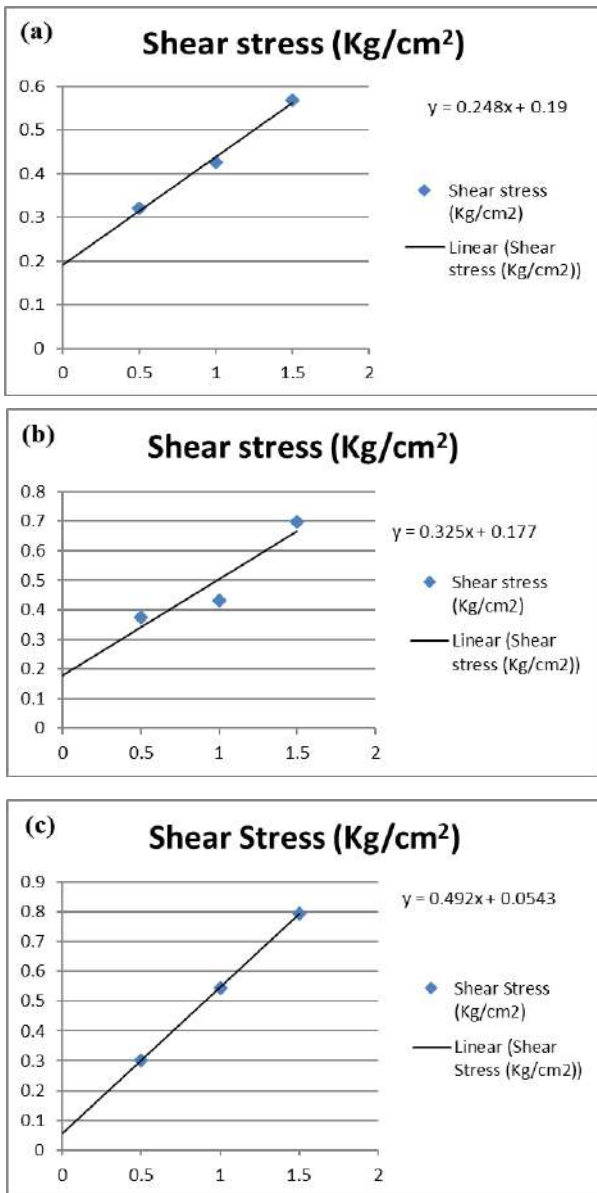 (a)
Shear stress (Kg/cm²)
0.6
0.5
0.4
0.3
0.2
0.1
0
0 0.5 1 1.5 2
y = 0.248x + 0.19
Shear stress
(Kg/cm2)
Linear (Shear
stress (Kg/cm2))
(b)
Shear stress (Kg/cm²)
0.8
0.7
0.6
0.5
0.4
0.3
0.2
0.1
0
0 0.5 1 1.5 2
y = 0.325x + 0.177
Shear stress
(Kg/cm2)
Linear (Shear
stress (Kg/cm2))
(c)
Shear Stress (Kg/cm²)
0.9
0.8
0.7
0.6
0.5
0.4
0.3
0.2
0.1
0
0 0.5 1 1.5 2
y = 0.492x + 0.0543
Shear Stress
(Kg/cm2)
Linear (Shear
Stress (Kg/cm2))